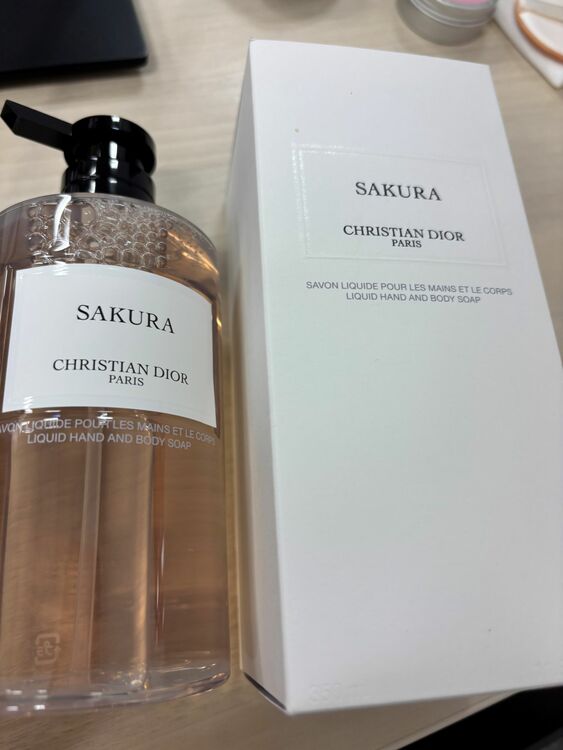 SAKURA
CHRISTIAN DIOR
PARIS
SAVON LIQUIDE POUR LES MAINS ET LE CORPS
LIQUID HAND AND BODY SOAP
SAKURA
CHRISTIAN DIOR
PARIS
SAVON LIQUIDE POUR LES MAINS ET LE CORPS
LIQUID HAND AND BODY SOAP